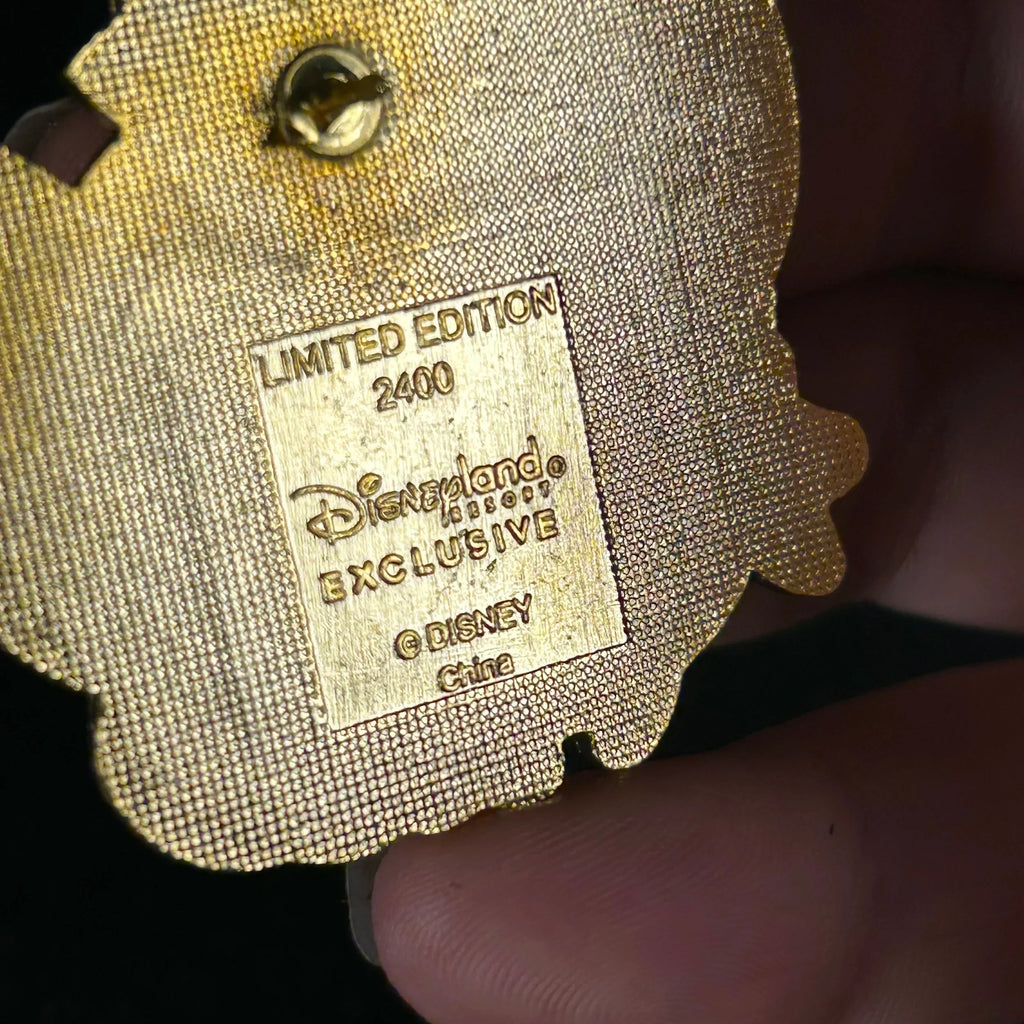 LIMITED EDITION
2400
Disneyland®
RESORT
EXCLUSIVE
© DISNEY
China